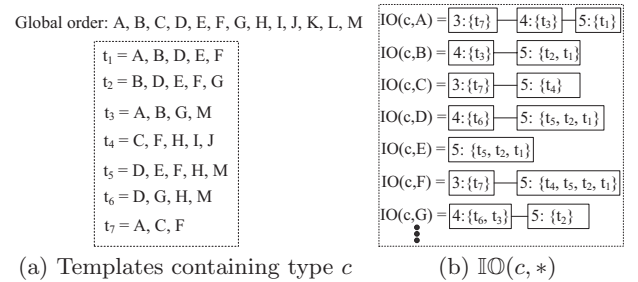 Global order: A, B, C, D, E, F, G, H, I, J, K, L, M
t₁ = A, B, D, E, F
t₂ = B, D, E, F, G
t₃ = A, B, G, M
t₄ = C, F, H, I, J
t₅ = D, E, F, H, M
t₆ = D, G, H, M
t₇ = A, C, F
(a) Templates containing type c
IO(c,A) = 3:{t₇} 4:{t₃} 5:{t₁}
IO(c,B) = 4:{t₃} 5: {t₂, t₁}
IO(c,C) = 3:{t₇} 5: {t₄}
IO(c,D) = 4:{t₆} 5: {t₅, t₂, t₁}
IO(c,E) = 5: {t₅, t₂, t₁}
IO(c,F) = 3:{t₇} 5: {t₄, t₅, t₂, t₁}
IO(c,G) = 4:{t₆, t₃} 5: {t₂}
(b) 𝕀𝕆(c, ∗)